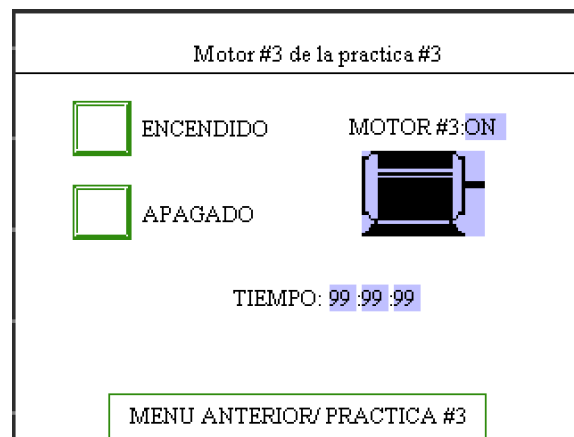 Motor #3 de la practica #3
ENCENDIDO
MOTOR #3:ON
APAGADO
TIEMPO: 99 :99 :99
MENU ANTERIOR/ PRACTICA #3